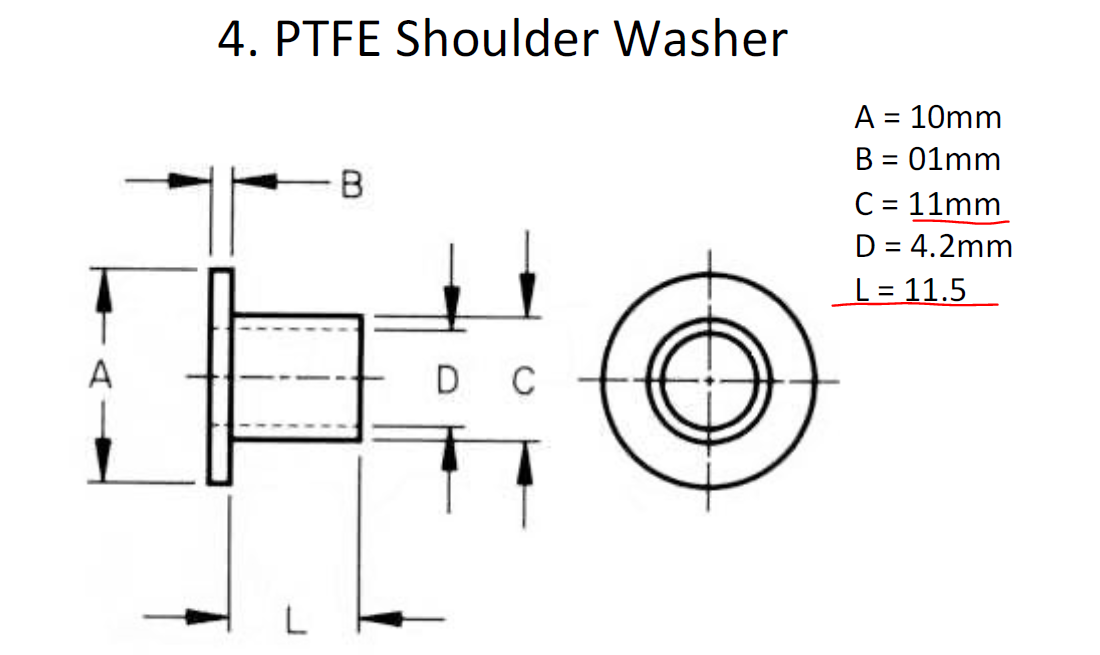 4. PTFE Shoulder Washer
A = 10mm
B = 01mm
C = 11mm
D = 4.2mm
L = 11.5
B
A
D
C
L